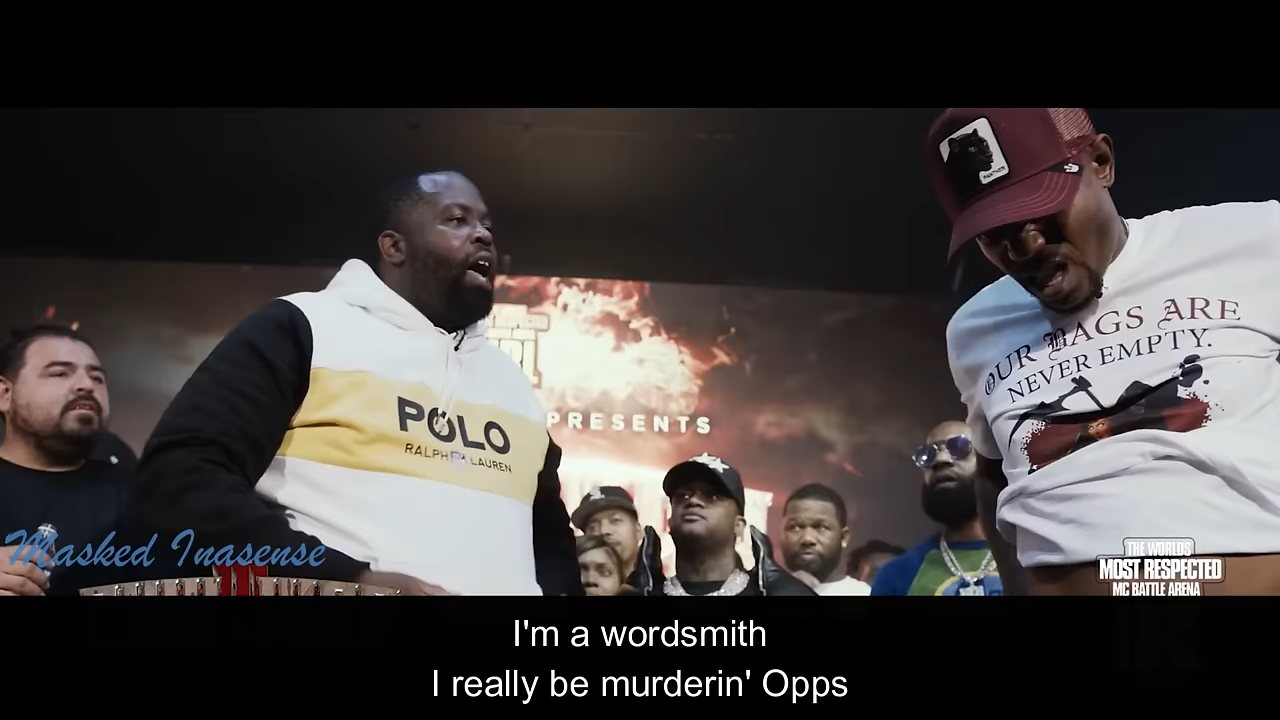 PANTHER
OUR BAGS ARE
NEVER EMPTY.
POLO
RALPH LAUREN
PRESENTS
Masked Inasense
THE WORLDS
MOST RESPECTED
MC BATTLE ARENA
I'm a wordsmith
I really be murderin' Opps